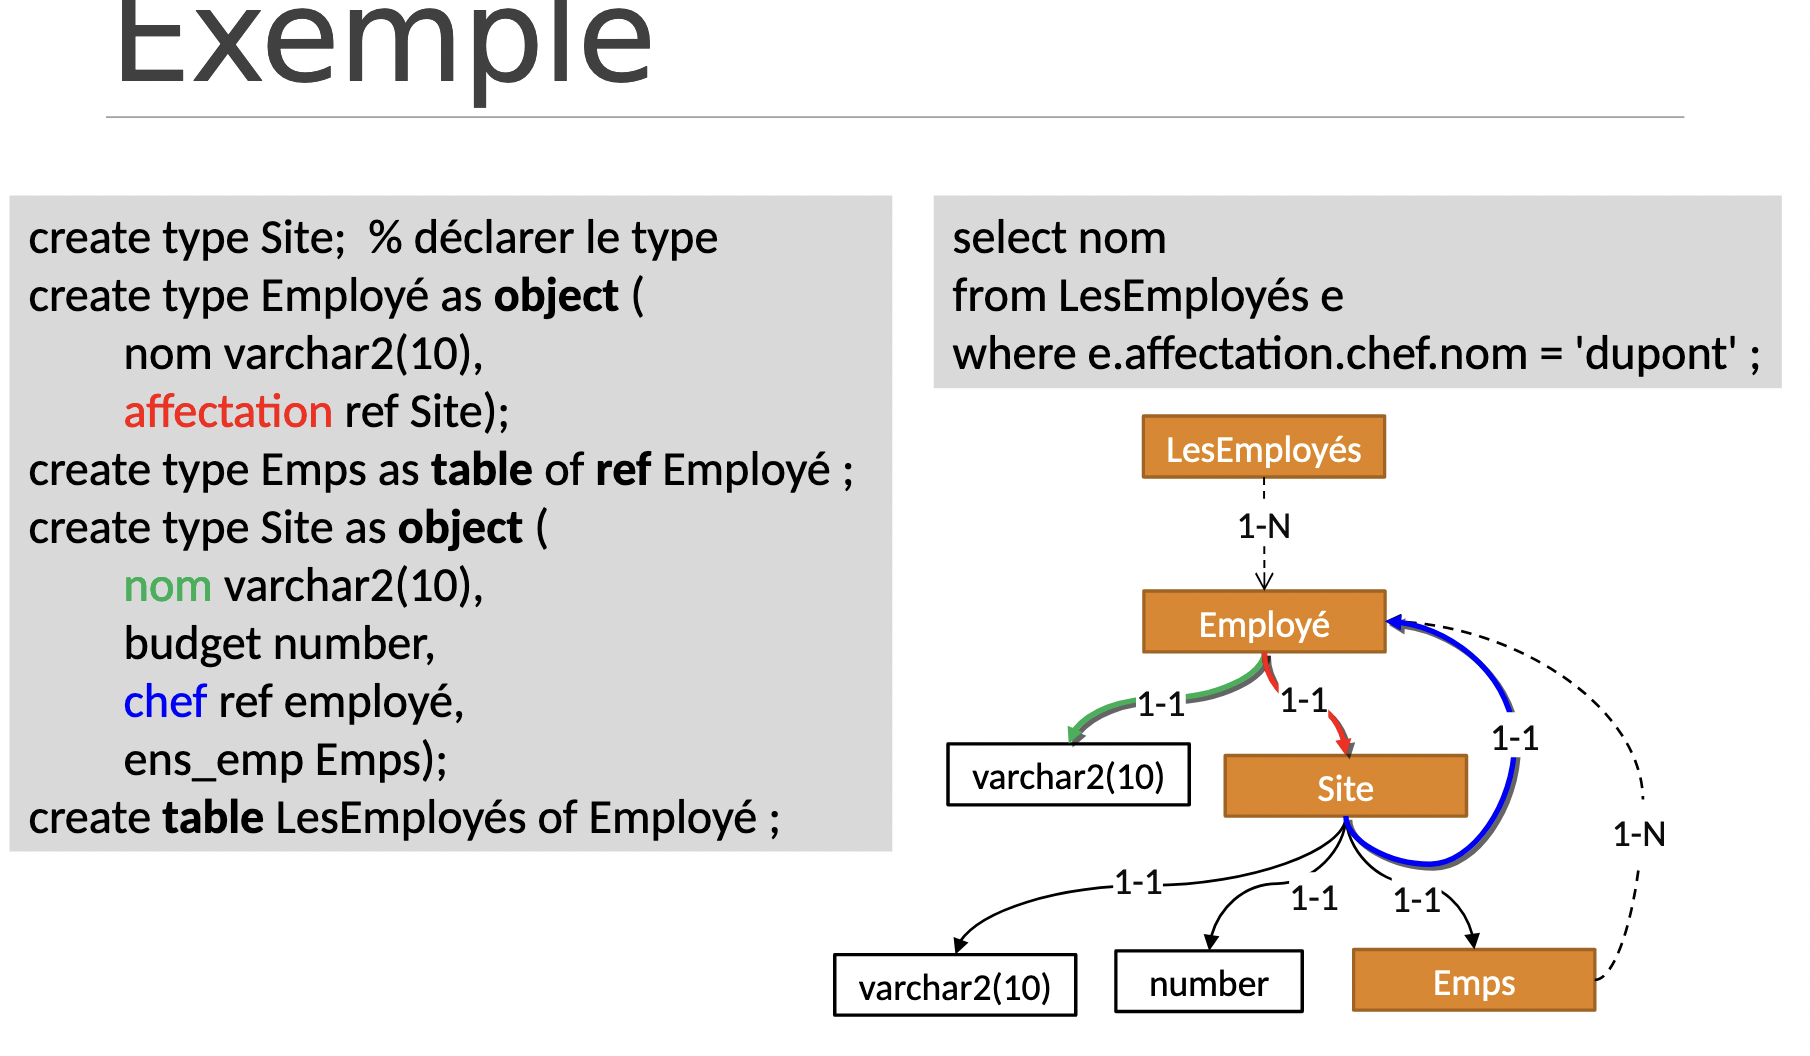 Exemple
create type Site;  % déclarer le type
create type Employé as object (
nom varchar2(10),
affectation ref Site);
create type Emps as table of ref Employé ;
create type Site as object (
nom varchar2(10),
budget number,
chef ref employé,
ens_emp Emps);
create table LesEmployés of Employé ;
select nom
from LesEmployés e
where e.affectation.chef.nom = 'dupont' ;
LesEmployés
1-N
Employé
1-1
1-1
1-1
varchar2(10)
Site
1-N
1-1
1-1
1-1
varchar2(10)
number
Emps